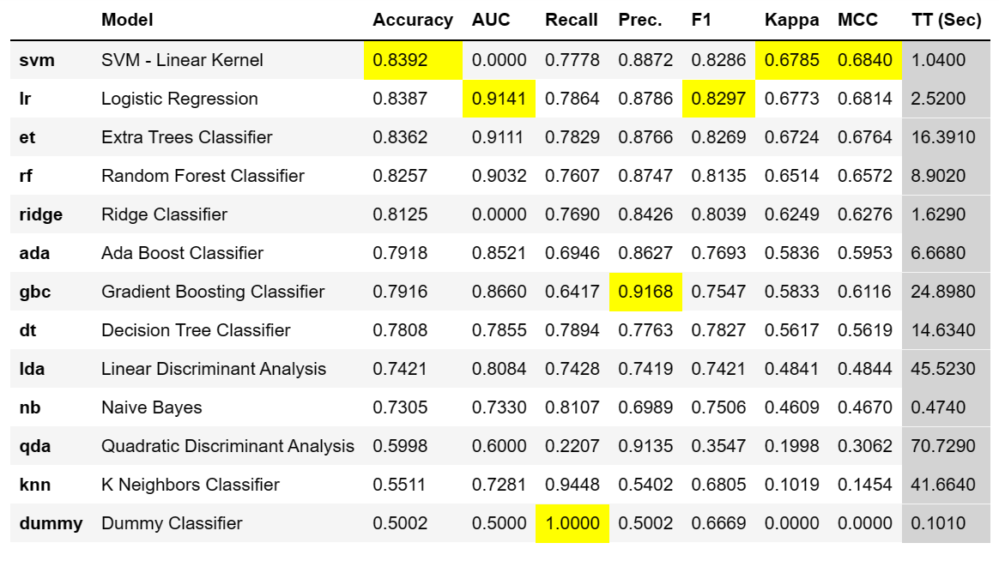 Model Accuracy AUC Recall Prec. F1 Kappa MCC TT (Sec)
svm SVM - Linear Kernel 0.8392 0.0000 0.7778 0.8872 0.8286 0.6785 0.6840 1.0400
lr Logistic Regression 0.8387 0.9141 0.7864 0.8786 0.8297 0.6773 0.6814 2.5200
et Extra Trees Classifier 0.8362 0.9111 0.7829 0.8766 0.8269 0.6724 0.6764 16.3910
rf Random Forest Classifier 0.8257 0.9032 0.7607 0.8747 0.8135 0.6514 0.6572 8.9020
ridge Ridge Classifier 0.8125 0.0000 0.7690 0.8426 0.8039 0.6249 0.6276 1.6290
ada Ada Boost Classifier 0.7918 0.8521 0.6946 0.8627 0.7693 0.5836 0.5953 6.6680
gbc Gradient Boosting Classifier 0.7916 0.8660 0.6417 0.9168 0.7547 0.5833 0.6116 24.8980
dt Decision Tree Classifier 0.7808 0.7855 0.7894 0.7763 0.7827 0.5617 0.5619 14.6340
lda Linear Discriminant Analysis 0.7421 0.8084 0.7428 0.7419 0.7421 0.4841 0.4844 45.5230
nb Naive Bayes 0.7305 0.7330 0.8107 0.6989 0.7506 0.4609 0.4670 0.4740
qda Quadratic Discriminant Analysis 0.5998 0.6000 0.2207 0.9135 0.3547 0.1998 0.3062 70.7290
knn K Neighbors Classifier 0.5511 0.7281 0.9448 0.5402 0.6805 0.1019 0.1454 41.6640
dummy Dummy Classifier 0.5002 0.5000 1.0000 0.5002 0.6669 0.0000 0.0000 0.1010